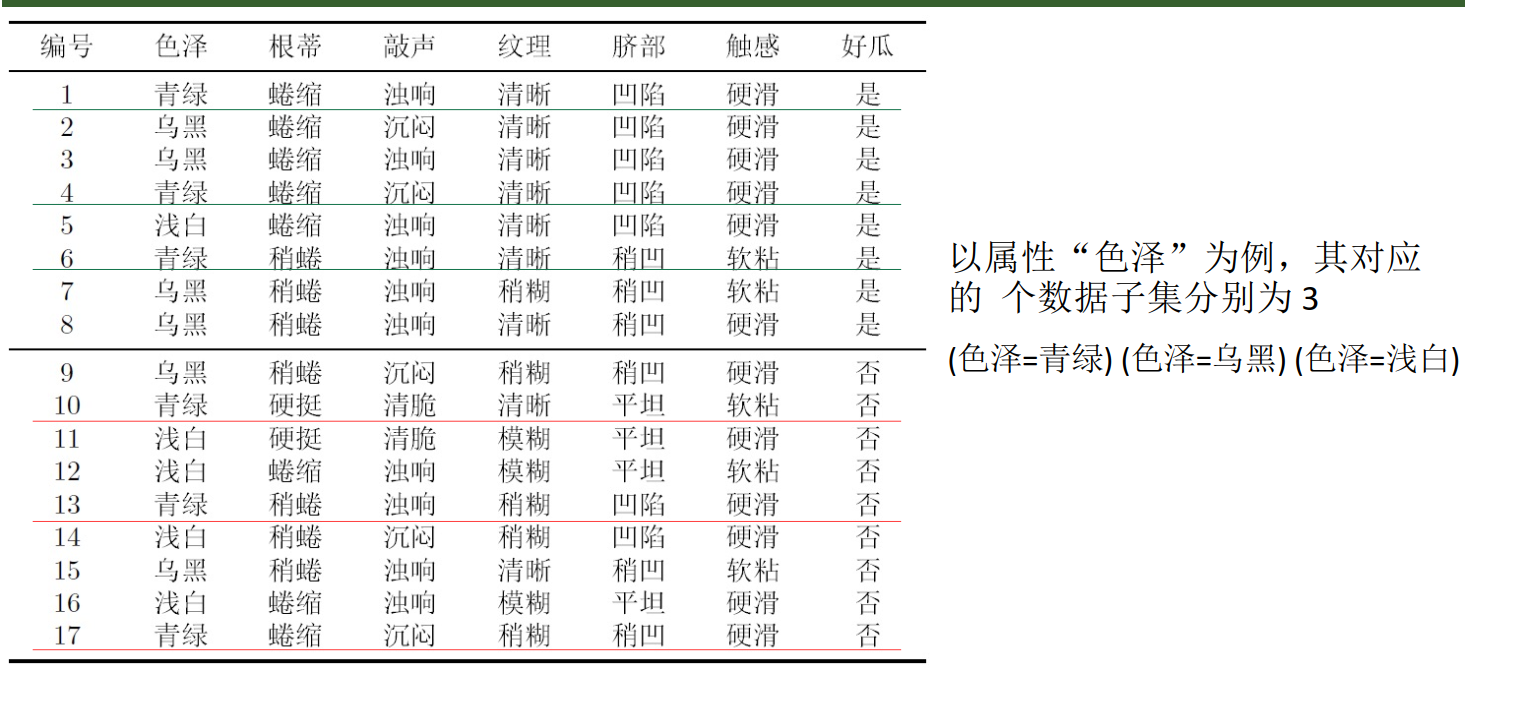 编号 色泽 根蒂 敲声 纹理 脐部 触感 好瓜
1 青绿 蜷缩 浊响 清晰 凹陷 硬滑 是
2 乌黑 蜷缩 沉闷 清晰 凹陷 硬滑 是
3 乌黑 蜷缩 浊响 清晰 凹陷 硬滑 是
4 青绿 蜷缩 沉闷 清晰 凹陷 硬滑 是
5 浅白 蜷缩 浊响 清晰 凹陷 硬滑 是
6 青绿 稍蜷 浊响 清晰 稍凹 软粘 是
7 乌黑 稍蜷 浊响 稍糊 稍凹 软粘 是
8 乌黑 稍蜷 浊响 清晰 稍凹 硬滑 是
9 乌黑 稍蜷 沉闷 稍糊 稍凹 硬滑 否
10 青绿 硬挺 清脆 清晰 平坦 软粘 否
11 浅白 硬挺 清脆 模糊 平坦 硬滑 否
12 浅白 蜷缩 浊响 模糊 平坦 软粘 否
13 青绿 稍蜷 浊响 稍糊 凹陷 硬滑 否
14 浅白 稍蜷 沉闷 稍糊 凹陷 硬滑 否
15 乌黑 稍蜷 浊响 清晰 稍凹 软粘 否
16 浅白 蜷缩 浊响 模糊 平坦 硬滑 否
17 青绿 蜷缩 沉闷 稍糊 稍凹 硬滑 否
以属性“色泽”为例，其对应
的 个数据子集分别为 3
(色泽=青绿) (色泽=乌黑) (色泽=浅白)